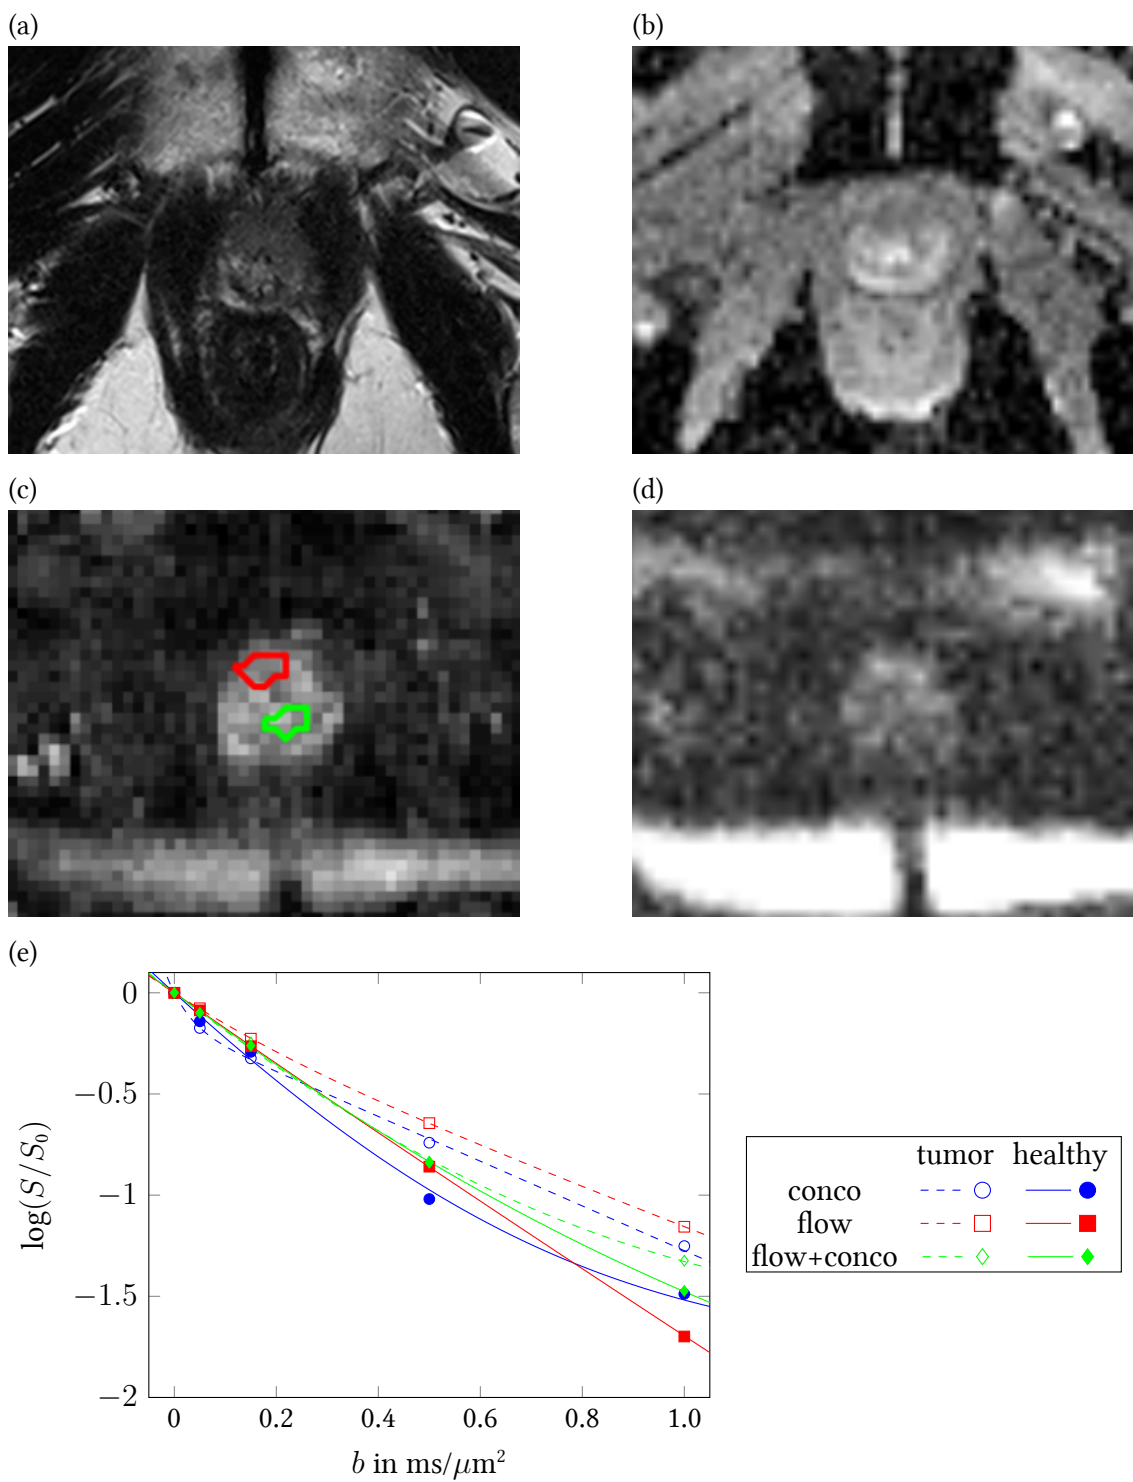 (a)
(b)
(c)
(d)
(e)
0
−0.5
−1
−1.5
−2
log(S/S₀)
0 0.2 0.4 0.6 0.8 1.0
b in ms/μm²
tumor healthy
conco
flow
flow+conco